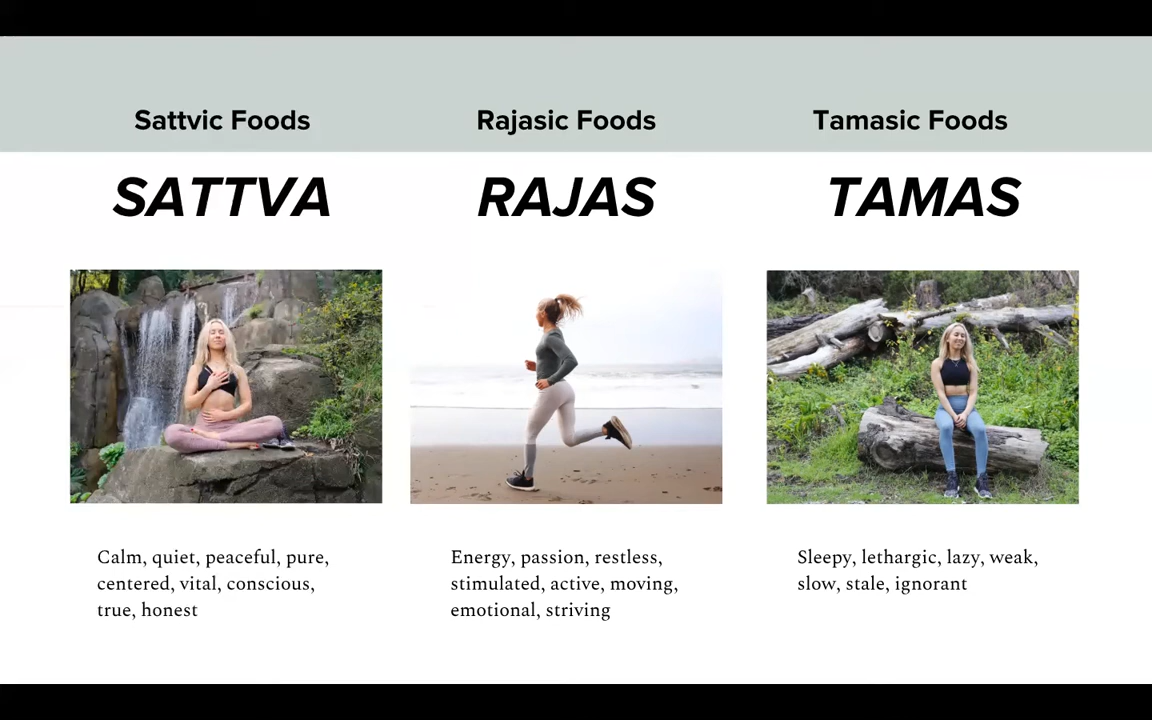 Sattvic Foods
Rajasic Foods
Tamasic Foods
SATTVA
RAJAS
TAMAS
Calm, quiet, peaceful, pure,
centered, vital, conscious,
true, honest
Energy, passion, restless,
stimulated, active, moving,
emotional, striving
Sleepy, lethargic, lazy, weak,
slow, stale, ignorant